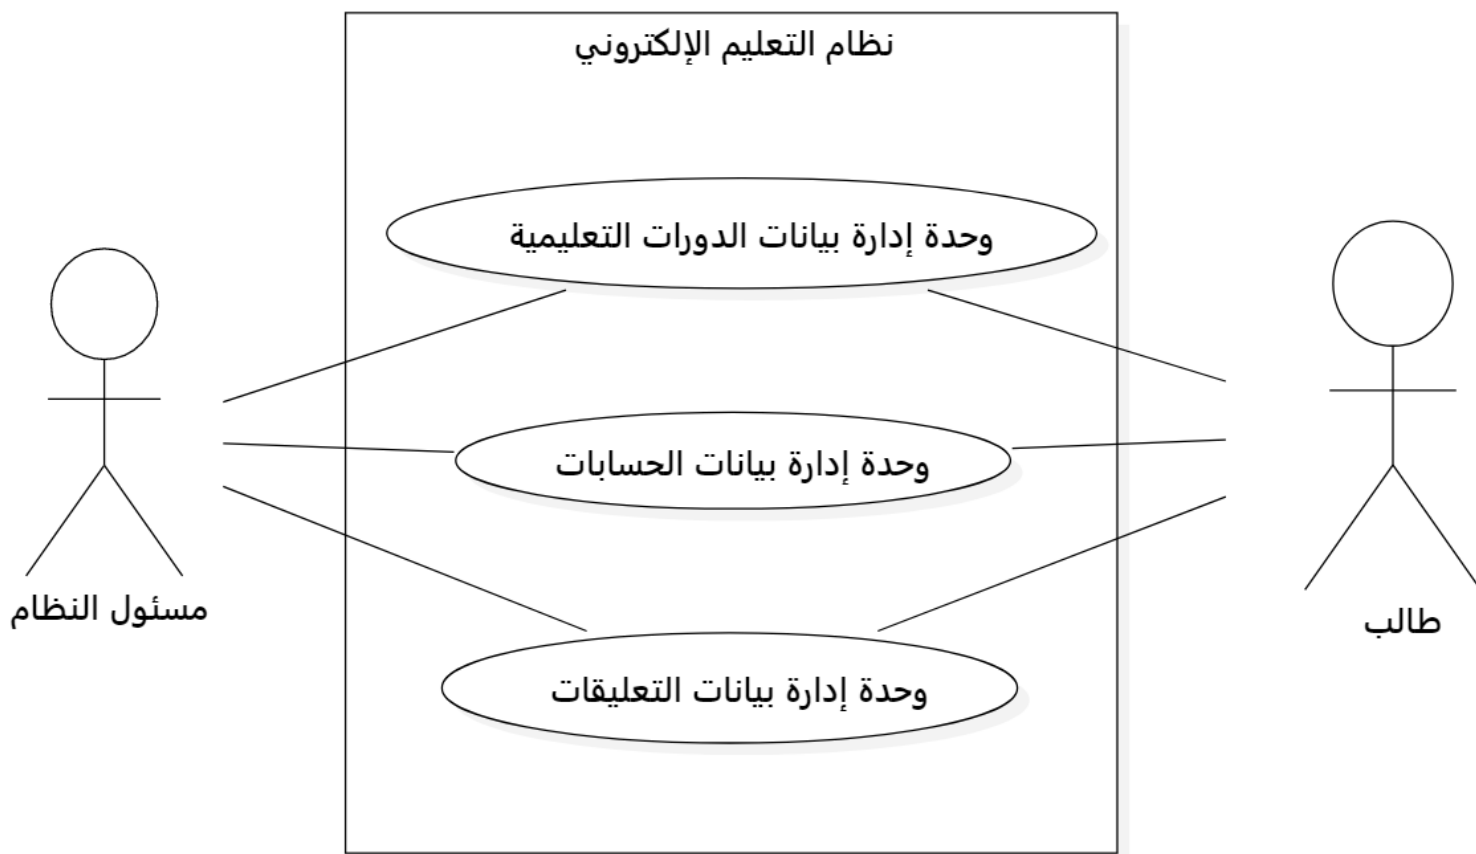 نظام التعليم الإلكتروني
وحدة إدارة بيانات الدورات التعليمية
وحدة إدارة بيانات الحسابات
وحدة إدارة بيانات التعليقات
طالب
مسئول النظام